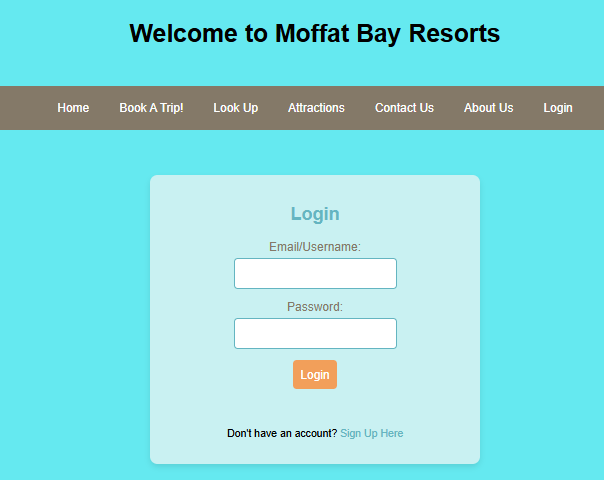 Welcome to Moffat Bay Resorts
Home Book A Trip! Look Up Attractions Contact Us About Us Login
Login
Email/Username:
Password:
Login
Don't have an account? Sign Up Here